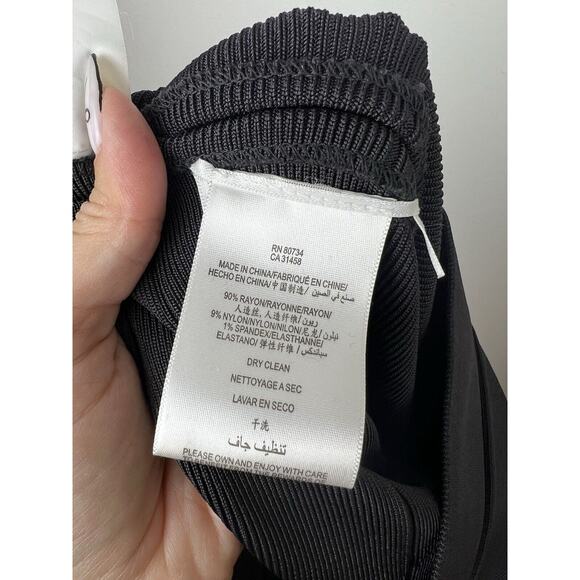 RN 80734
CA 31458
MADE IN CHINA/FABRIQUÉ EN CHINE/
HECHO EN CHINA/中国制造/ صنع في الصين
90% RAYON/RAYONNE/RAYON/
人造丝, 人造纤维/ ريون/
9% NYLON/NYLON/NILON/尼龙/ نيلون/
1% SPANDEX/ELASTHANNE/
ELASTANO/ 弹性纤维/ سباندكس
DRY CLEAN
NETTOYAGE A SEC
LAVAR EN SECO
干洗
تنظيف جاف
PLEASE OWN AND ENJOY WITH CARE